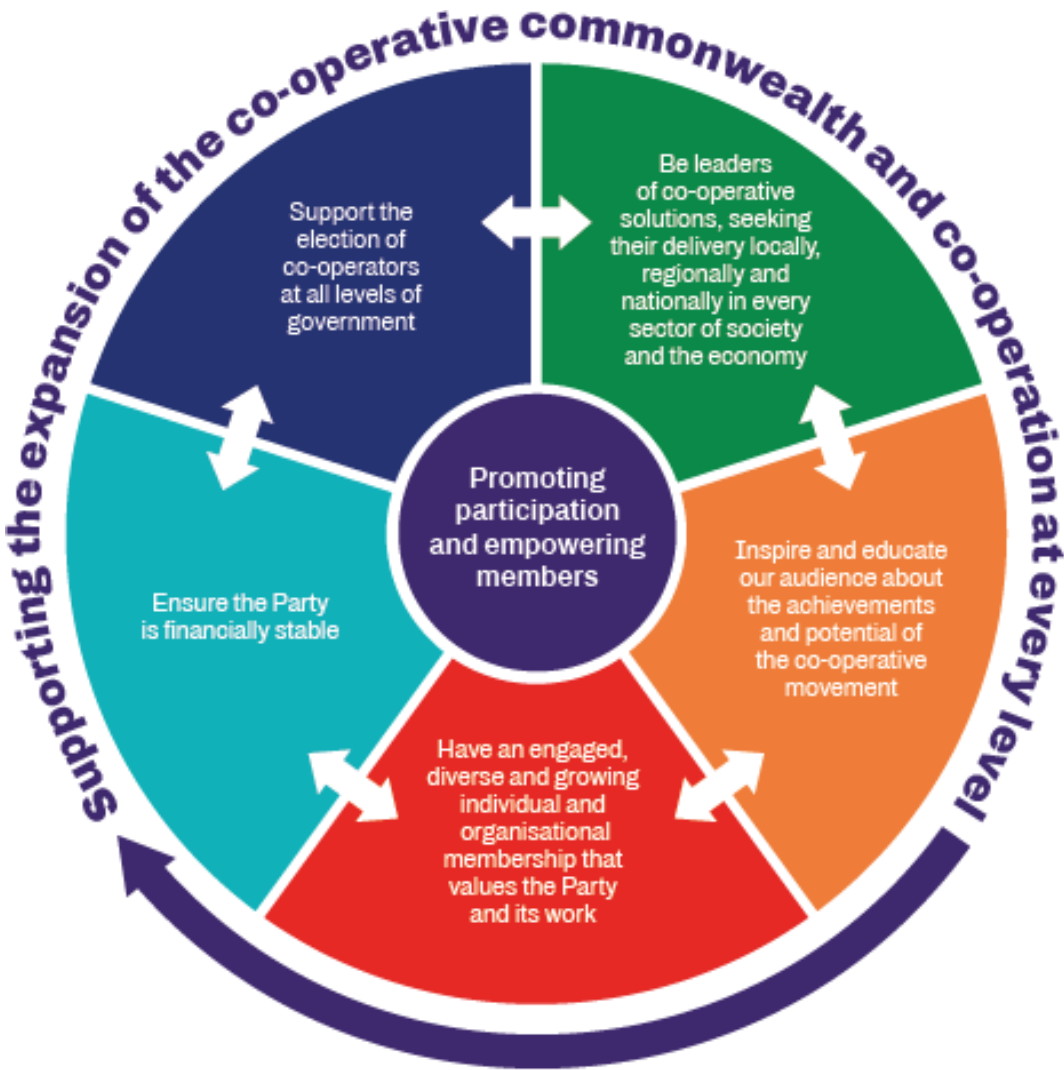 Supporting the expansion of the co-operative commonwealth and co-operation at every level
Support the
election of
co-operators
at all levels of
government
Be leaders
of co-operative
solutions, seeking
their delivery locally,
regionally and
nationally in every
sector of society
and the economy
Promoting
participation
and empowering
members
Inspire and educate
our audience about
the achievements
and potential of
the co-operative
movement
Ensure the Party
is financially stable
Have an engaged,
diverse and growing
individual and
organisational
membership that
values the Party
and its work